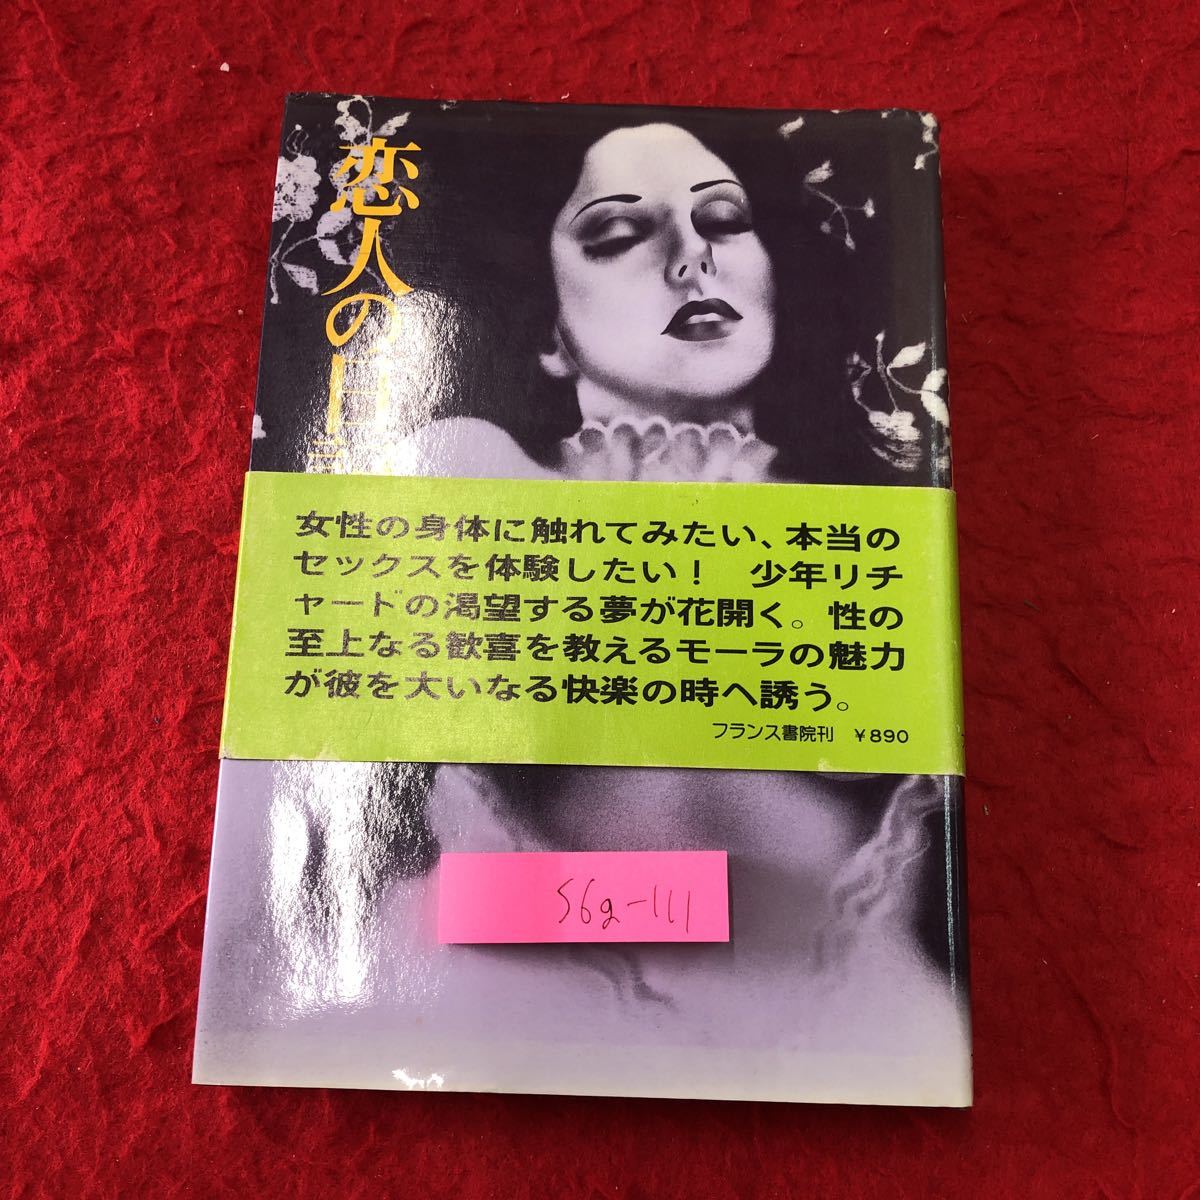 恋人の日
女性の身体に触れてみたい、本当の
セックスを体験したい！　少年リチ
ャードの渇望する夢が花開く。性の
至上なる歓喜を教えるモーラの魅力
が彼を大いなる快楽の時へ誘う。
フランス書院刊　￥890
S6g-111